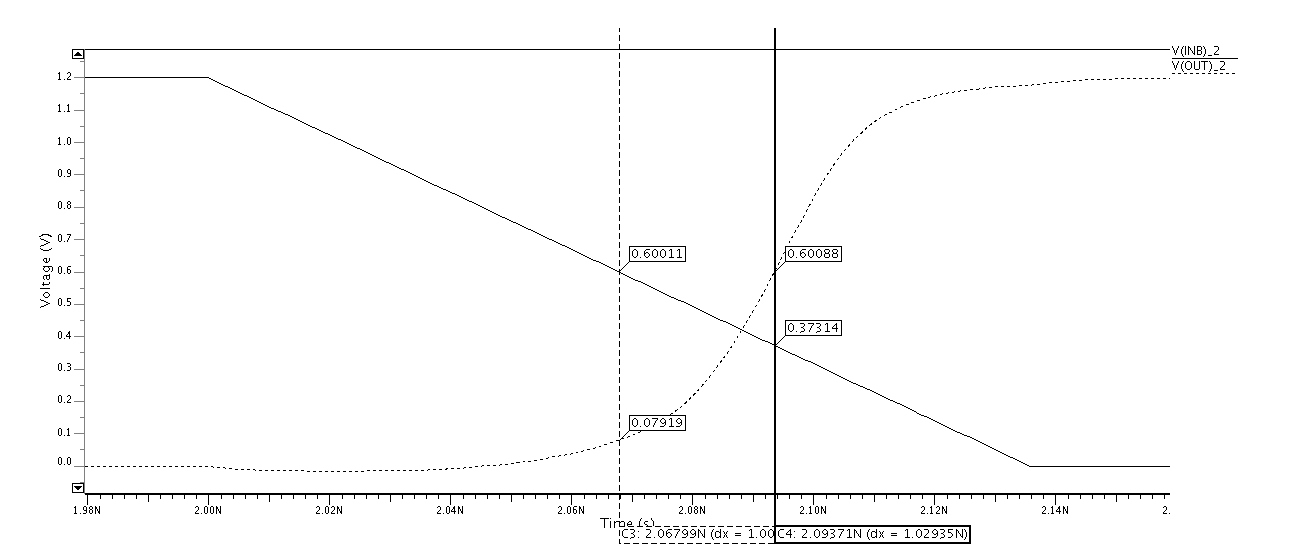 V(INB)_2
V(OUT)_2
1.2
1.1
1.0
0.9
0.8
0.7
0.6
0.5
0.4
0.3
0.2
0.1
0.0
Voltage (V)
0.60011
0.60088
0.37314
0.07919
1.98N 2.00N 2.02N 2.04N 2.06N 2.08N 2.10N 2.12N 2.14N 2.
Time (s)
C3: 2.06799N (dx = 1.00
C4: 2.09371N (dx = 1.02935N)